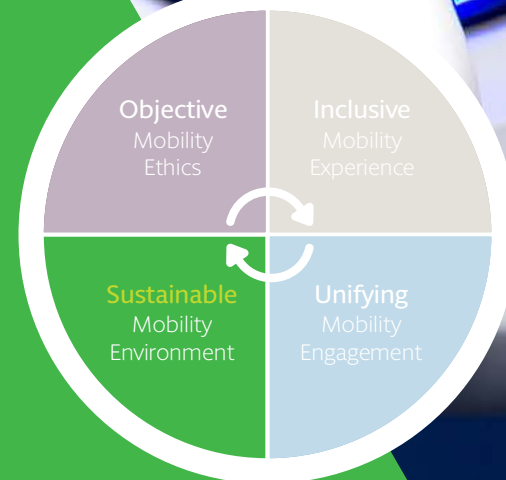 Objective
Mobility
Ethics
Inclusive
Mobility
Experience
Sustainable
Mobility
Environment
Unifying
Mobility
Engagement